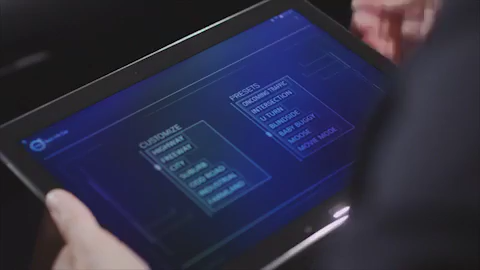 CUSTOMIZE
HIGHWAY
FREEWAY
CITY
SUBURB
ODD ROAD
INDUSTRIAL
FARMLAND
PRESETS
ONCOMING TRAFFIC
INTERSECTION
U TURN
BLINDSIDE
BABY BUGGY
MOOSE
MOVIE MODE